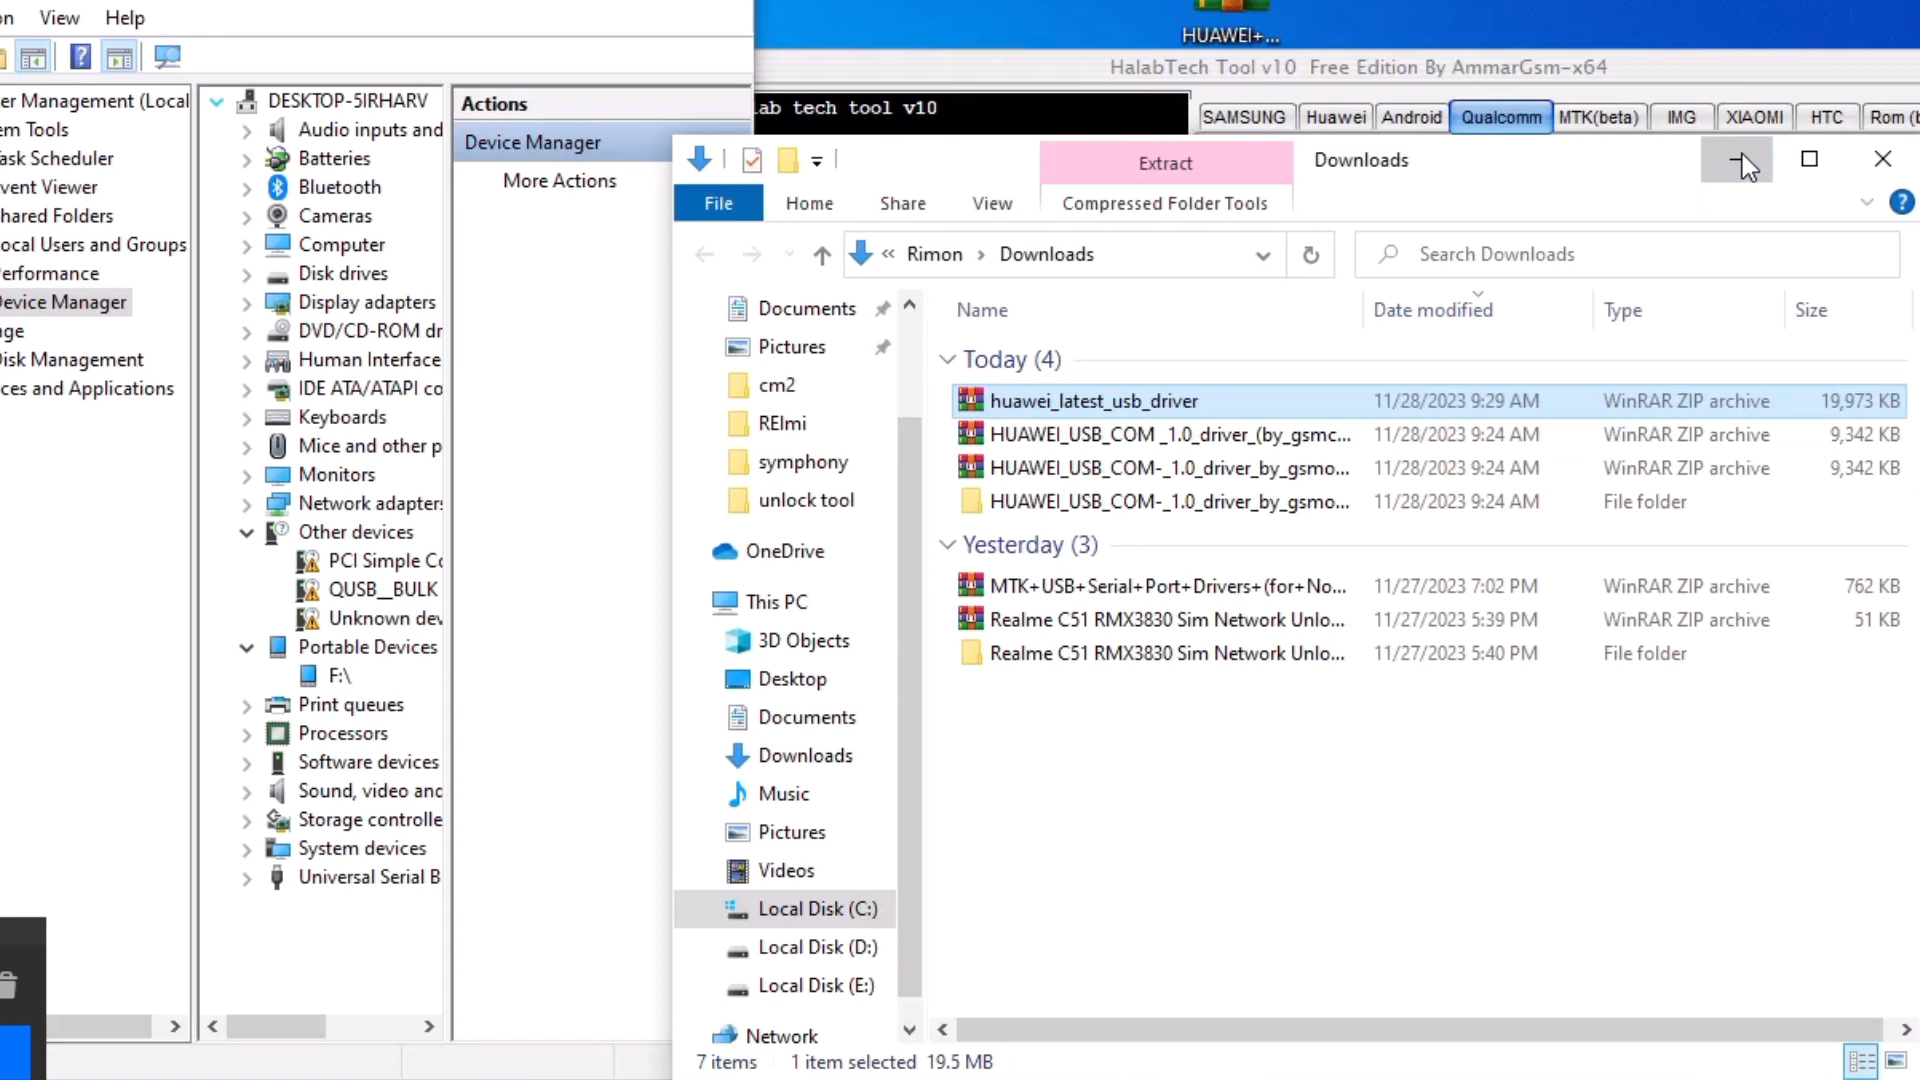 on View Help
er Management (Local
em Tools
ask Scheduler
vent Viewer
hared Folders
ocal Users and Groups
erformance
Device Manager
age
Disk Management
ces and Applications
DESKTOP-5IRHARV
Audio inputs and
Batteries
Bluetooth
Cameras
Computer
Disk drives
Display adapters
DVD/CD-ROM dr
Human Interface
IDE ATA/ATAPI co
Keyboards
Mice and other p
Monitors
Network adapters
Other devices
PCI Simple Co
QUSB__BULK
Unknown dev
Portable Devices
F:\
Print queues
Processors
Software devices
Sound, video and
Storage controlle
System devices
Universal Serial B
Actions
Device Manager
More Actions
HUAWEI+...
HalabTech Tool v10 Free Edition By AmmarGsm-x64
lab tech tool v10
SAMSUNG Huawei Android Qualcomm MTK(beta) IMG XIAOMI HTC Rom (b
Extract Downloads
File Home Share View Compressed Folder Tools
« Rimon › Downloads
Search Downloads
Documents
Pictures
cm2
REImi
symphony
unlock tool
OneDrive
This PC
3D Objects
Desktop
Documents
Downloads
Music
Pictures
Videos
Local Disk (C:)
Local Disk (D:)
Local Disk (E:)
Network
Name Date modified Type Size
Today (4)
huawei_latest_usb_driver 11/28/2023 9:29 AM WinRAR ZIP archive 19,973 KB
HUAWEI_USB_COM _1.0_driver_(by_gsmc... 11/28/2023 9:24 AM WinRAR ZIP archive 9,342 KB
HUAWEI_USB_COM-_1.0_driver_by_gsmo... 11/28/2023 9:24 AM WinRAR ZIP archive 9,342 KB
HUAWEI_USB_COM-_1.0_driver_by_gsmo... 11/28/2023 9:24 AM File folder
Yesterday (3)
MTK+USB+Serial+Port+Drivers+(for+No... 11/27/2023 7:02 PM WinRAR ZIP archive 762 KB
Realme C51 RMX3830 Sim Network Unlo... 11/27/2023 5:39 PM WinRAR ZIP archive 51 KB
Realme C51 RMX3830 Sim Network Unlo... 11/27/2023 5:40 PM File folder
7 items 1 item selected 19.5 MB